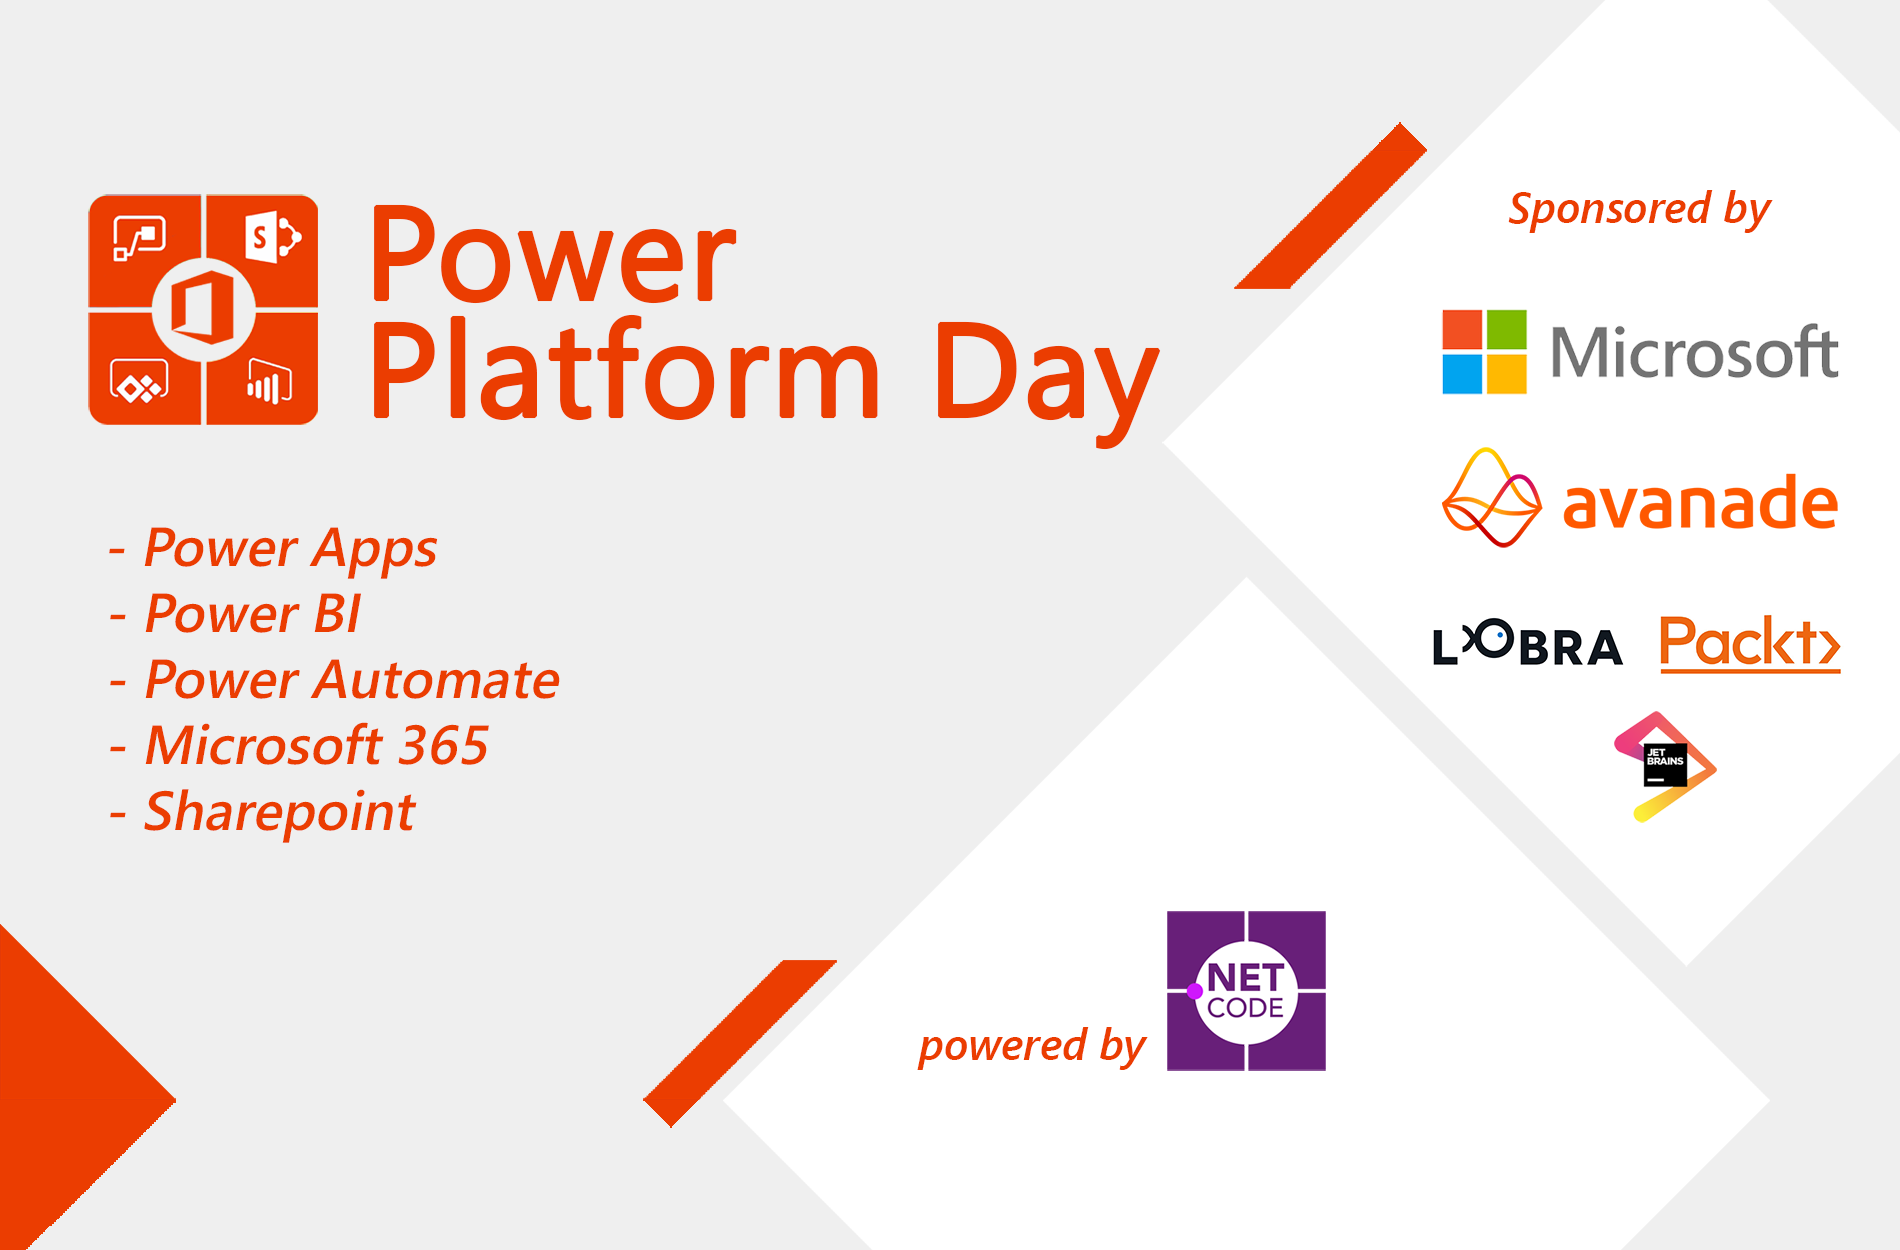 Power
Platform Day
- Power Apps
- Power BI
- Power Automate
- Microsoft 365
- Sharepoint
Sponsored by
Microsoft
avanade
LOBRA
Packt
JET
BRAINS
powered by
NET
CODE
S